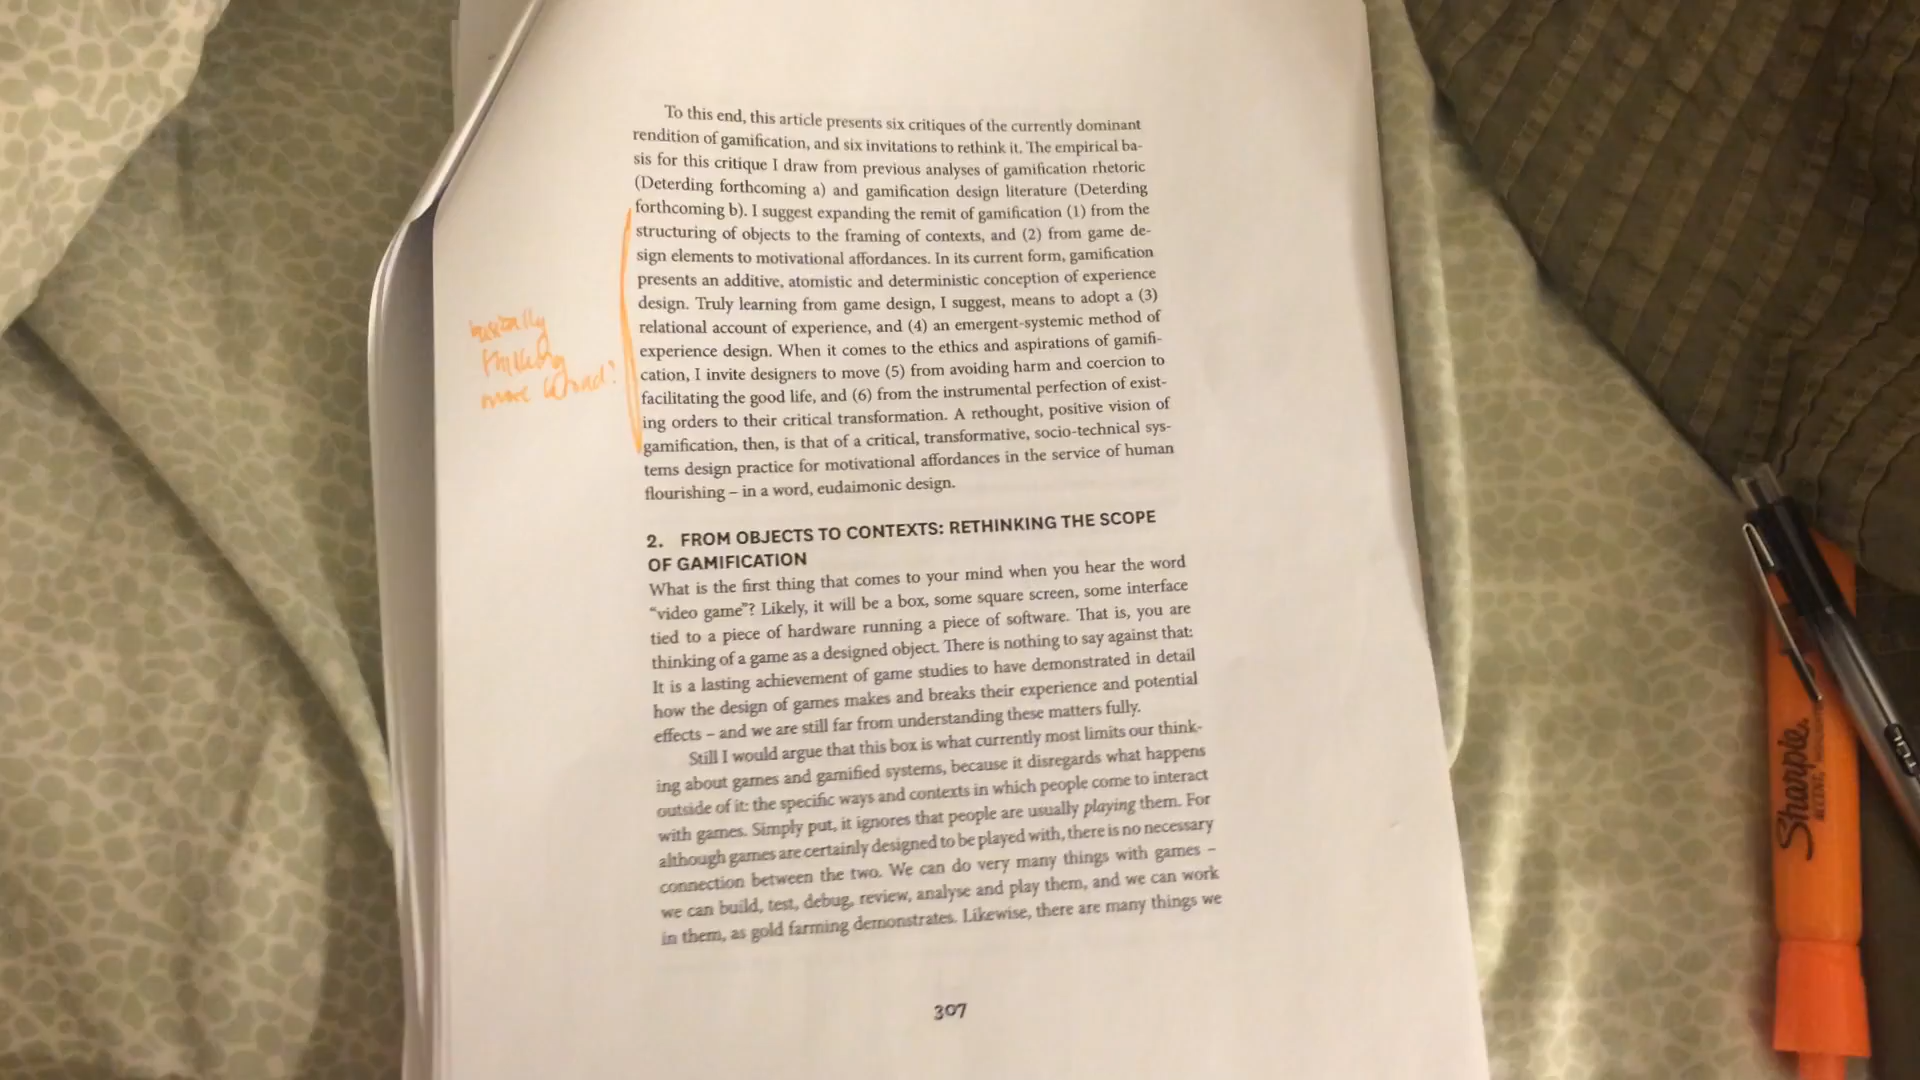 To this end, this article presents six critiques of the currently dominant
rendition of gamification, and six invitations to rethink it. The empirical ba-
sis for this critique I draw from previous analyses of gamification rhetoric
(Deterding forthcoming a) and gamification design literature (Deterding
forthcoming b). I suggest expanding the remit of gamification (1) from the
structuring of objects to the framing of contexts, and (2) from game de-
sign elements to motivational affordances. In its current form, gamification
presents an additive, atomistic and deterministic conception of experience
design. Truly learning from game design, I suggest, means to adopt a (3)
relational account of experience, and (4) an emergent-systemic method of
experience design. When it comes to the ethics and aspirations of gamifi-
cation, I invite designers to move (5) from avoiding harm and coercion to
facilitating the good life, and (6) from the instrumental perfection of exist-
ing orders to their critical transformation. A rethought, positive vision of
gamification, then, is that of a critical, transformative, socio-technical sys-
tems design practice for motivational affordances in the service of human
flourishing – in a word, eudaimonic design.
basically
thinking
more broad?
2. FROM OBJECTS TO CONTEXTS: RETHINKING THE SCOPE
OF GAMIFICATION
What is the first thing that comes to your mind when you hear the word
“video game”? Likely, it will be a box, some square screen, some interface
tied to a piece of hardware running a piece of software. That is, you are
thinking of a game as a designed object. There is nothing to say against that:
It is a lasting achievement of game studies to have demonstrated in detail
how the design of games makes and breaks their experience and potential
effects – and we are still far from understanding these matters fully.
Still I would argue that this box is what currently most limits our think-
ing about games and gamified systems, because it disregards what happens
outside of it: the specific ways and contexts in which people come to interact
with games. Simply put, it ignores that people are usually playing them. For
although games are certainly designed to be played with, there is no necessary
connection between the two. We can do very many things with games –
we can build, test, debug, review, analyse and play them, and we can work
in them, as gold farming demonstrates. Likewise, there are many things we
307
Sharpie.
ACCENT,
TUL